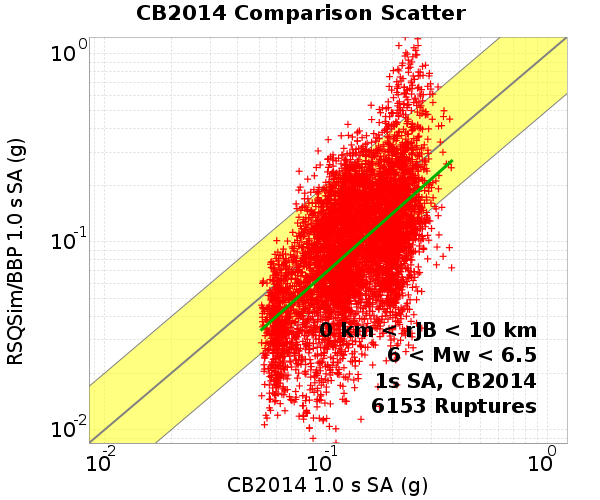 CB2014 Comparison Scatter
RSQSim/BBP 1.0 s SA (g)
10^0
10^-1
10^-2
0 km < rJB < 10 km
6 < Mw < 6.5
1s SA, CB2014
6153 Ruptures
10^-2 10^-1 10^0
CB2014 1.0 s SA (g)